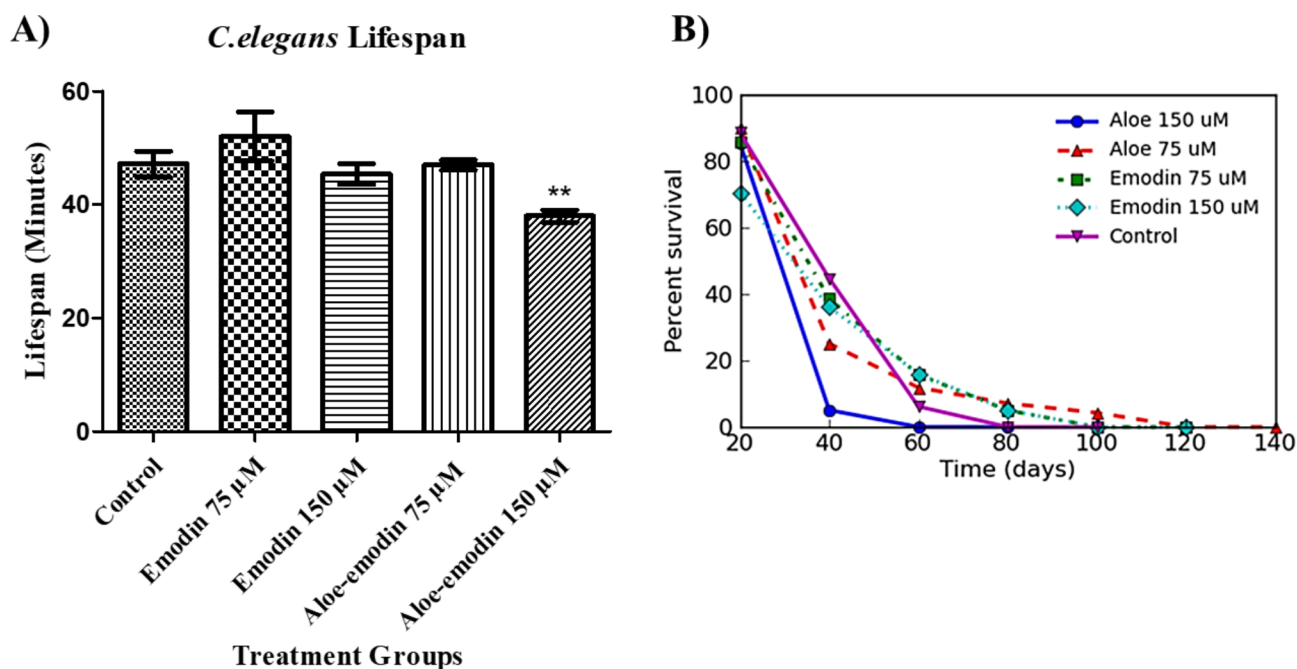 A)
C.elegans Lifespan
Lifespan (Minutes)
60
40
20
0
**
Control
Emodin 75 µM
Emodin 150 µM
Aloe-emodin 75 µM
Aloe-emodin 150 µM
Treatment Groups
B)
Percent survival
100
80
60
40
20
0
Aloe 150 uM
Aloe 75 uM
Emodin 75 uM
Emodin 150 uM
Control
20 40 60 80 100 120 140
Time (days)